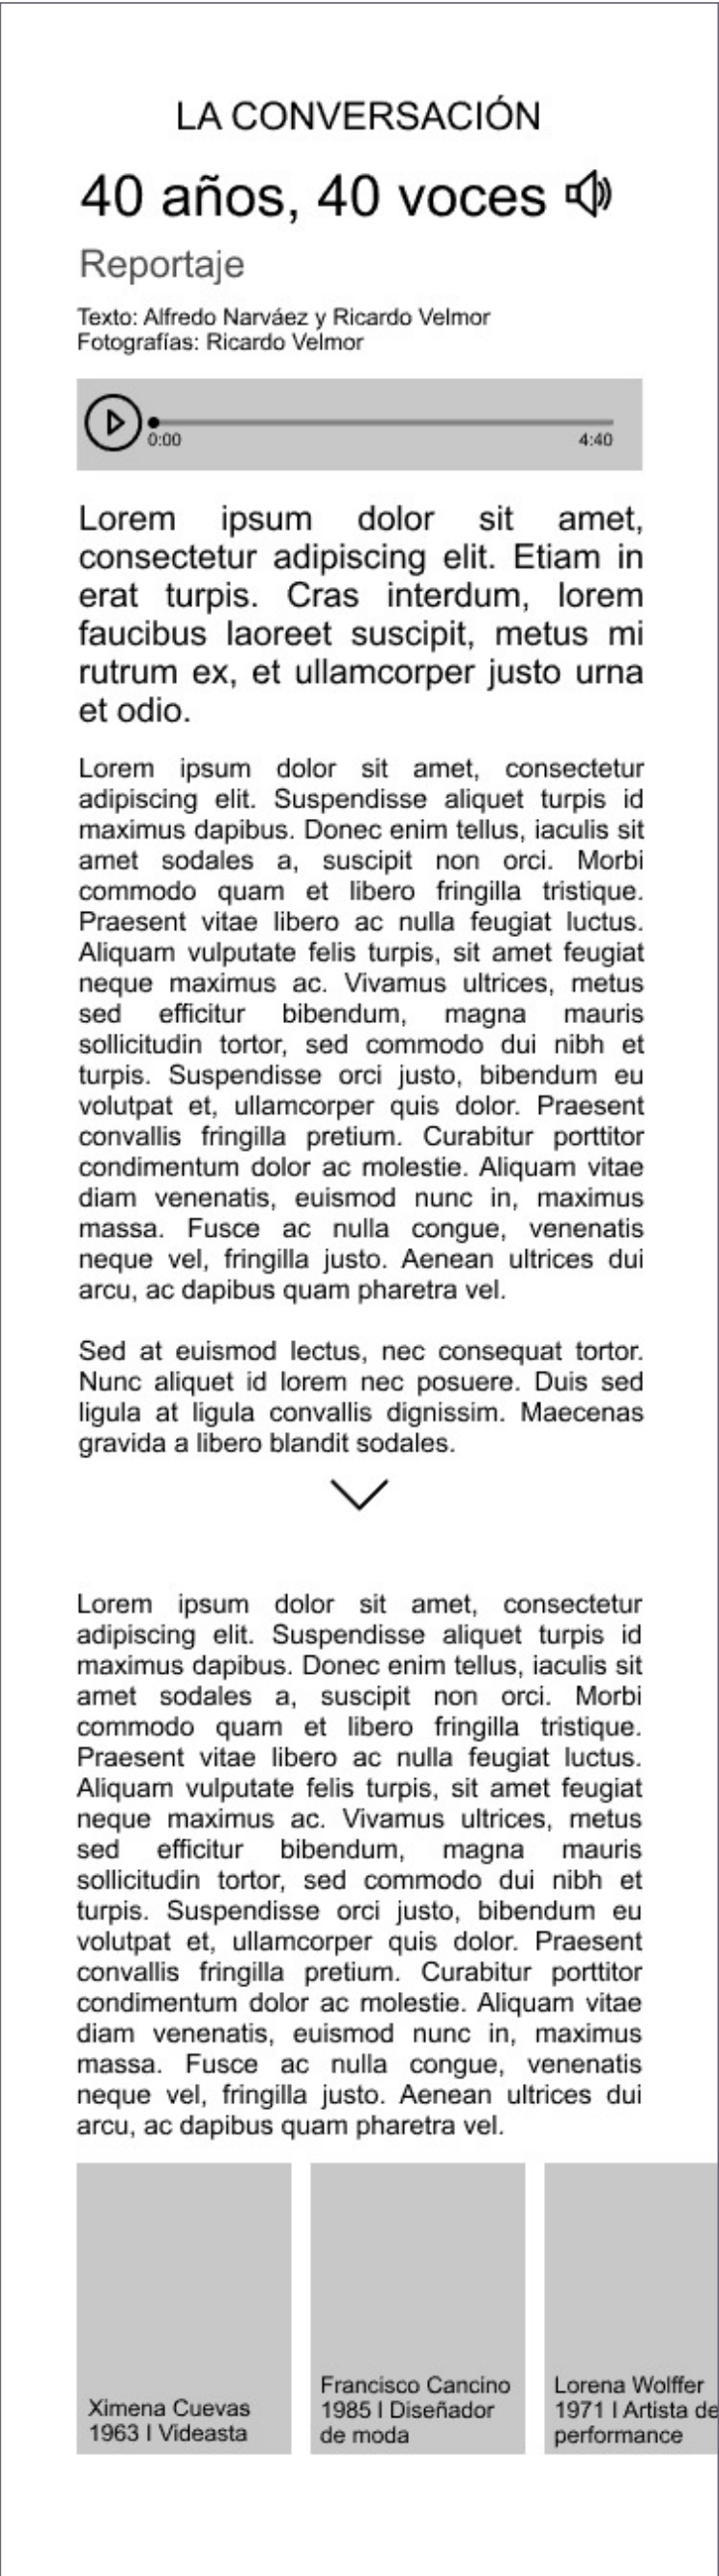 LA CONVERSACIÓN
40 años, 40 voces
Reportaje
Texto: Alfredo Narváez y Ricardo Velmor
Fotografías: Ricardo Velmor
0:00
4:40
Lorem ipsum dolor sit amet,
consectetur adipiscing elit. Etiam in
erat turpis. Cras interdum, lorem
faucibus laoreet suscipit, metus mi
rutrum ex, et ullamcorper justo urna
et odio.
Lorem ipsum dolor sit amet, consectetur
adipiscing elit. Suspendisse aliquet turpis id
maximus dapibus. Donec enim tellus, iaculis sit
amet sodales a, suscipit non orci. Morbi
commodo quam et libero fringilla tristique.
Praesent vitae libero ac nulla feugiat luctus.
Aliquam vulputate felis turpis, sit amet feugiat
neque maximus ac. Vivamus ultrices, metus
sed efficitur bibendum, magna mauris
sollicitudin tortor, sed commodo dui nibh et
turpis. Suspendisse orci justo, bibendum eu
volutpat et, ullamcorper quis dolor. Praesent
convallis fringilla pretium. Curabitur porttitor
condimentum dolor ac molestie. Aliquam vitae
diam venenatis, euismod nunc in, maximus
massa. Fusce ac nulla congue, venenatis
neque vel, fringilla justo. Aenean ultrices dui
arcu, ac dapibus quam pharetra vel.
Sed at euismod lectus, nec consequat tortor.
Nunc aliquet id lorem nec posuere. Duis sed
ligula at ligula convallis dignissim. Maecenas
gravida a libero blandit sodales.
Lorem ipsum dolor sit amet, consectetur
adipiscing elit. Suspendisse aliquet turpis id
maximus dapibus. Donec enim tellus, iaculis sit
amet sodales a, suscipit non orci. Morbi
commodo quam et libero fringilla tristique.
Praesent vitae libero ac nulla feugiat luctus.
Aliquam vulputate felis turpis, sit amet feugiat
neque maximus ac. Vivamus ultrices, metus
sed efficitur bibendum, magna mauris
sollicitudin tortor, sed commodo dui nibh et
turpis. Suspendisse orci justo, bibendum eu
volutpat et, ullamcorper quis dolor. Praesent
convallis fringilla pretium. Curabitur porttitor
condimentum dolor ac molestie. Aliquam vitae
diam venenatis, euismod nunc in, maximus
massa. Fusce ac nulla congue, venenatis
neque vel, fringilla justo. Aenean ultrices dui
arcu, ac dapibus quam pharetra vel.
Ximena Cuevas
1963 I Videasta
Francisco Cancino
1985 I Diseñador
de moda
Lorena Wolffer
1971 I Artista de
performance